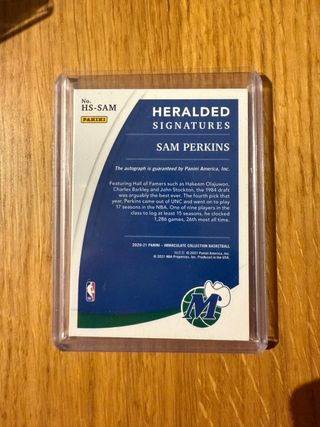 No.
HS-SAM
PANINI
HERALDED
SIGNATURES
SAM PERKINS
The autograph is guaranteed by Panini America, Inc.
Featuring Hall of Famers such as Hakeem Olajuwon,
Charles Barkley and John Stockton, the 1984 draft
was arguably the best ever. The fourth pick that
year, Perkins came out of UNC and went on to play
17 seasons in the NBA. One of nine players in the
class to log at least 15 seasons, he clocked
1,286 games, 26th most all time.
2020-21 PANINI – IMMACULATE COLLECTION BASKETBALL
© 2021 Panini America, Inc.
© 2021 NBA Properties, Inc. Produced in the USA.
NBA
M